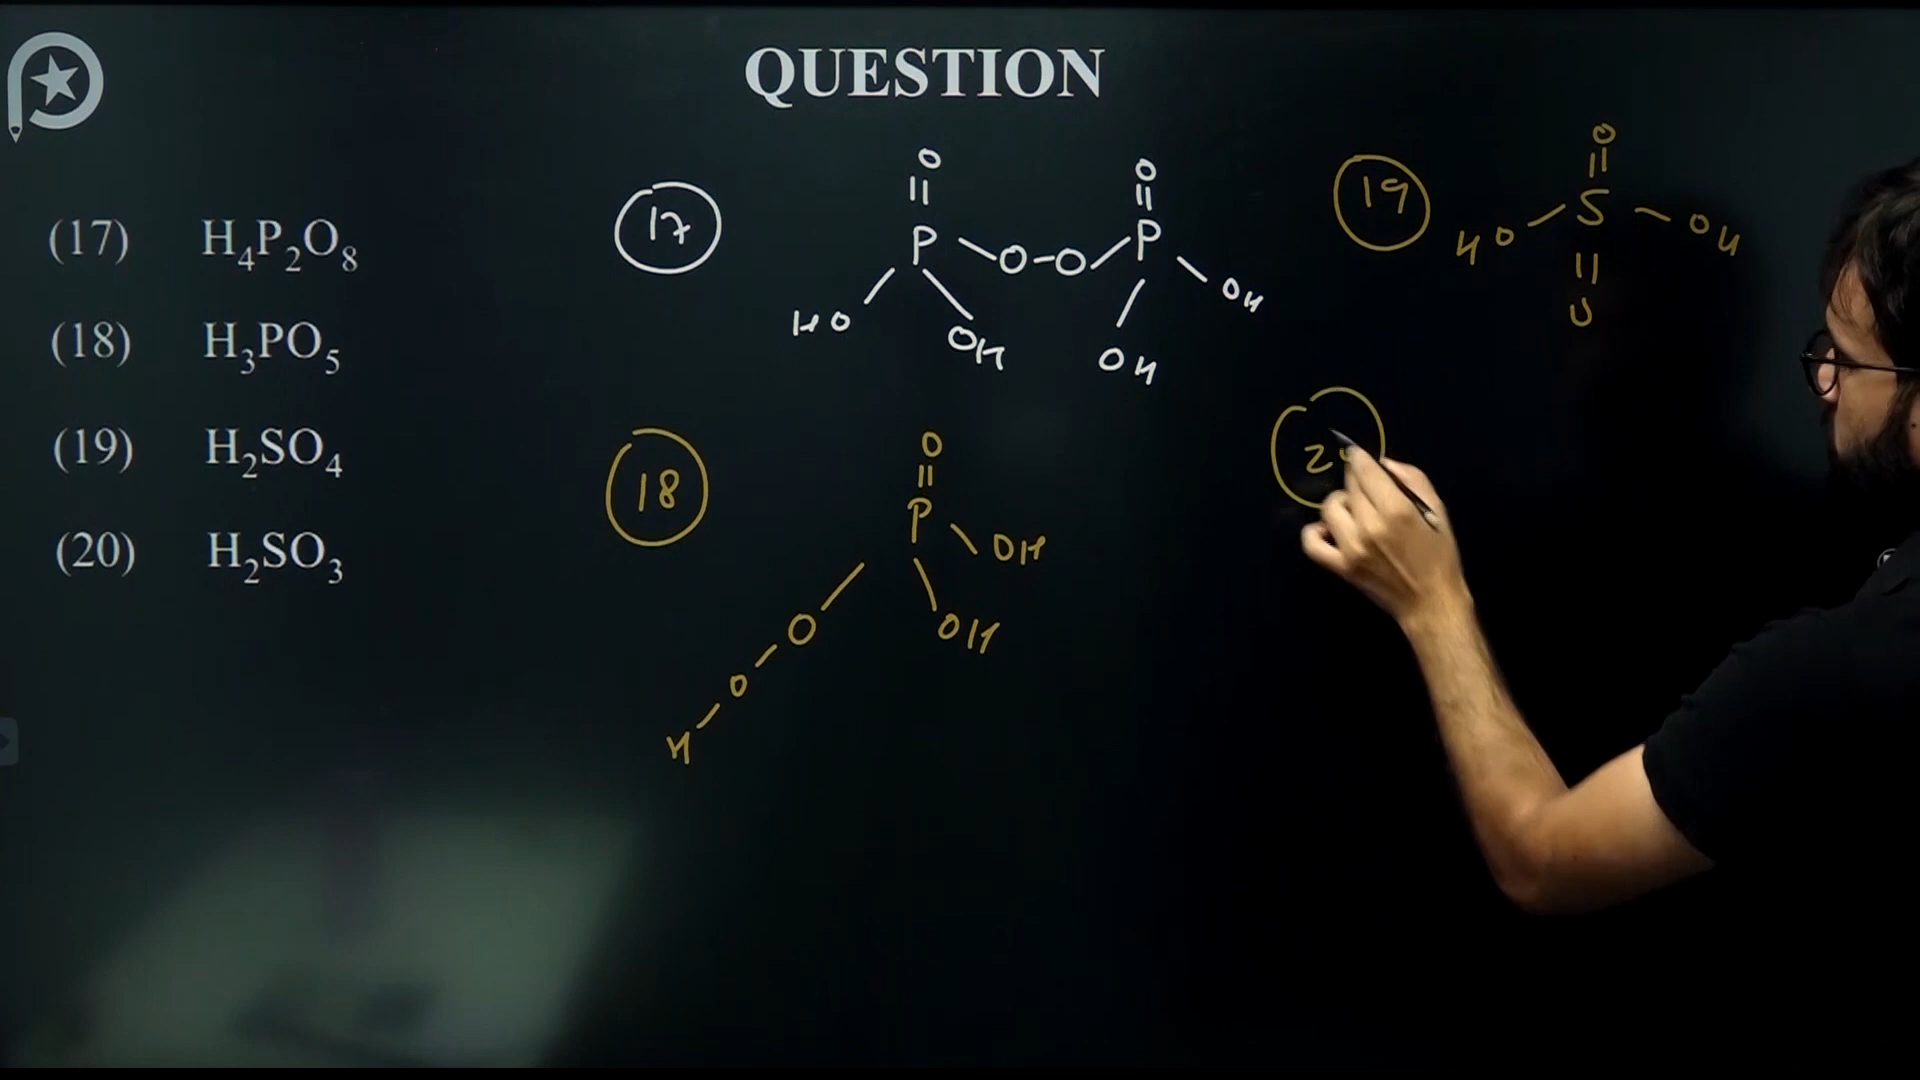 QUESTION
(17) H₄P₂O₈
(18) H₃PO₅
(19) H₂SO₄
(20) H₂SO₃
17
O O
|| ||
P - O - O - P
HO OH OH OH
18
O
||
P OH
O OH
O
H
19
O
||
HO S OH
||
O
20